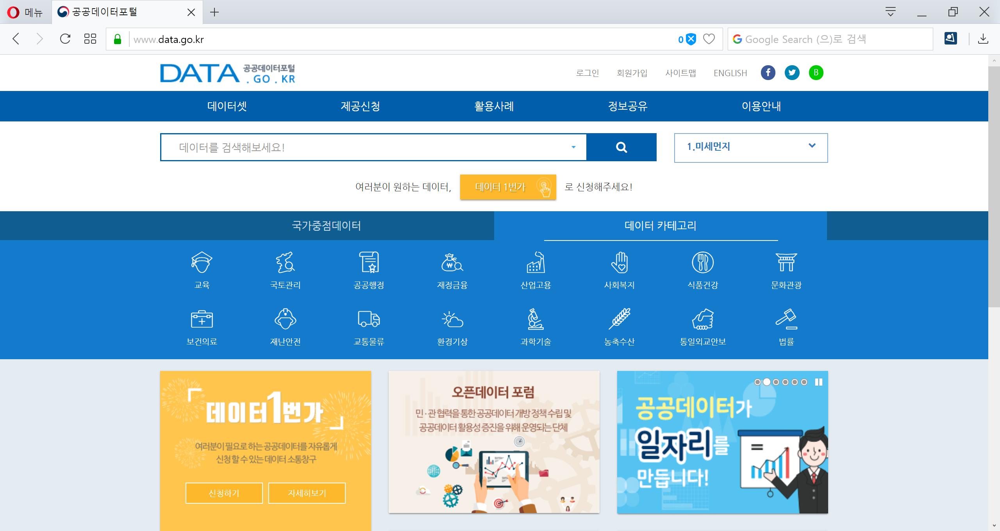 메뉴
공공데이터포털
www.data.go.kr
0
Google Search (으)로 검색
DATA 공공데이터포털
. GO . KR
로그인 회원가입 사이트맵 ENGLISH f B
데이터셋 제공신청 활용사례 정보공유 이용안내
데이터를 검색해보세요!
1.미세먼지
여러분이 원하는 데이터, 데이터 1번가 로 신청해주세요!
국가중점데이터 데이터 카테고리
교육 국토관리 공공행정 재정금융 산업고용 사회복지 식품건강 문화관광
보건의료 재난안전 교통물류 환경기상 과학기술 농축수산 통일외교안보 법률
「데이터1번가」
여러분이 필요로 하는 공공데이터를 자유롭게
신청 할 수 있는 데이터 소통창구
신청하기 자세히보기
오픈데이터 포럼
민·관 협력을 통한 공공데이터 개방 정책 수립 및
공공데이터 활용성 증진을 위해 운영되는 단체
공공데이터가
일자리를
만듭니다!